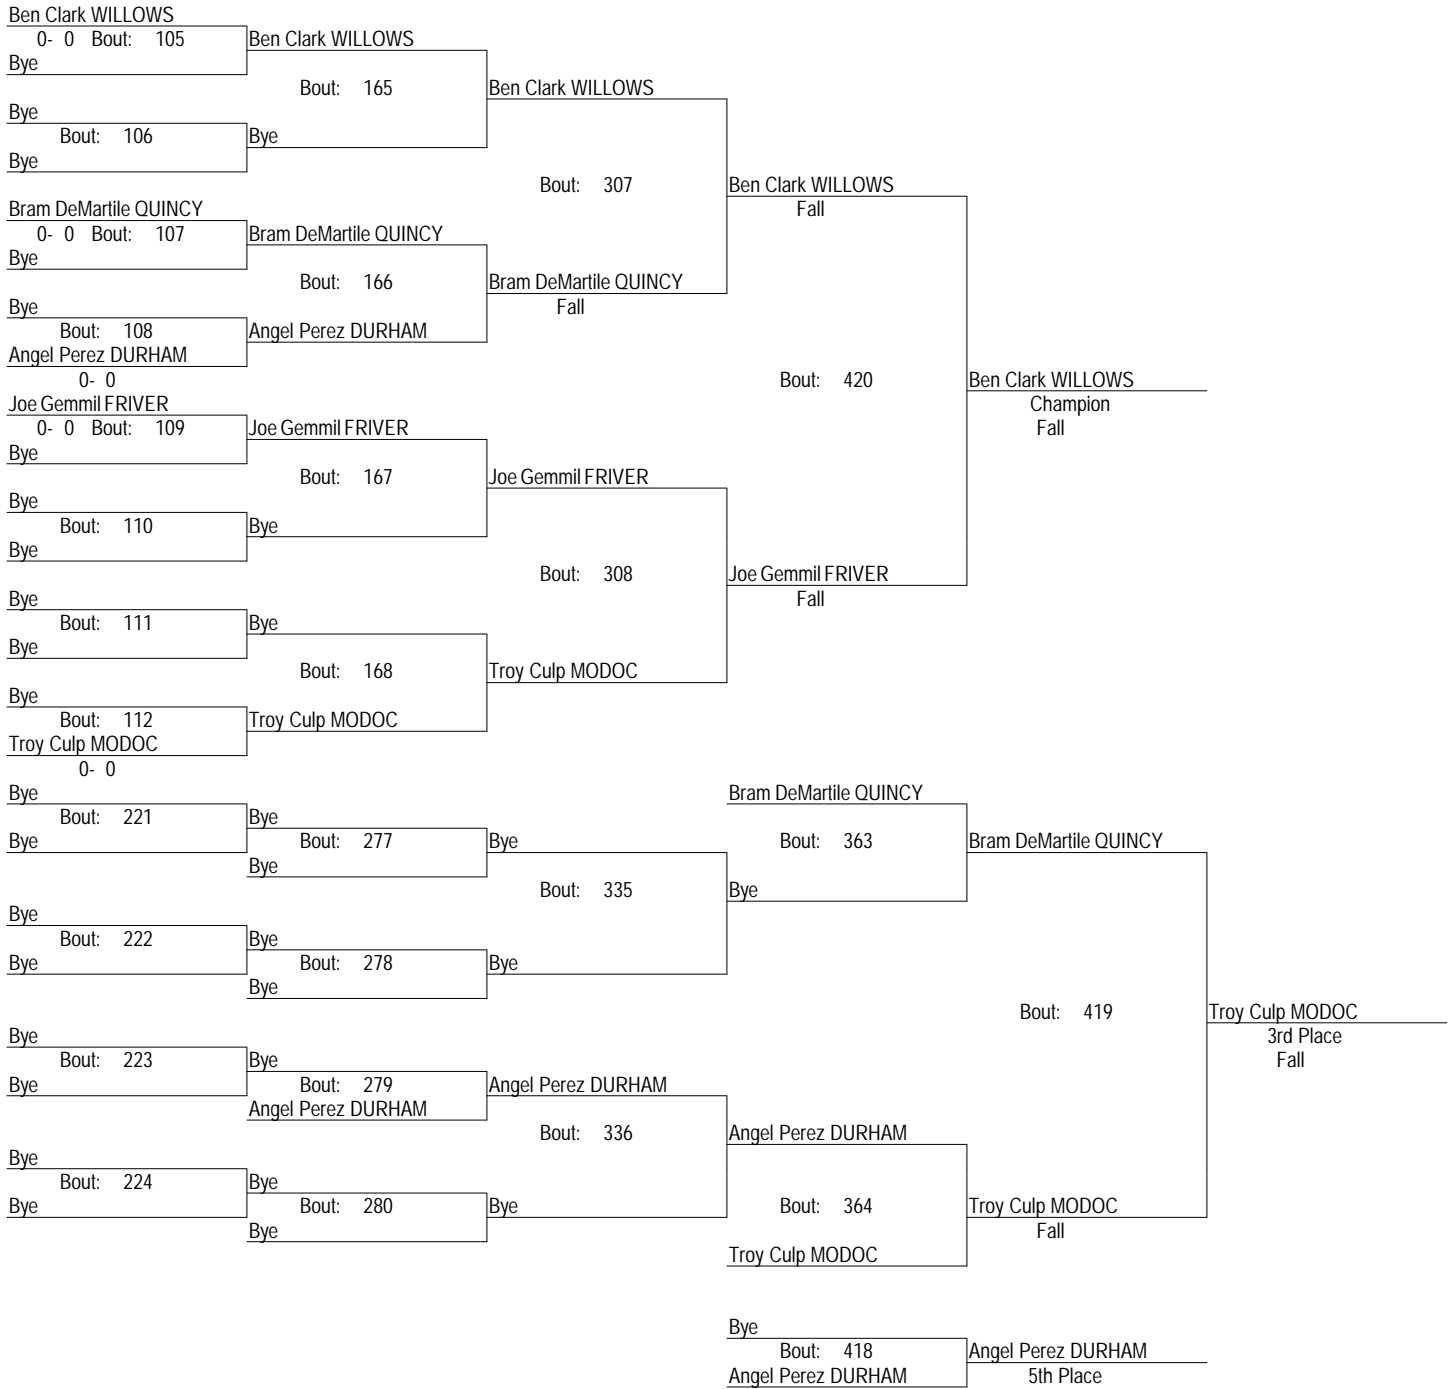 Ben Clark WILLOWS
0- 0 Bout: 105
Ben Clark WILLOWS
Bye
Bout: 165
Ben Clark WILLOWS
Bye
Bout: 106
Bye
Bye
Bout: 307
Ben Clark WILLOWS
Fall
Bram DeMartile QUINCY
0- 0 Bout: 107
Bram DeMartile QUINCY
Bye
Bout: 166
Bram DeMartile QUINCY
Fall
Bye
Bout: 108
Angel Perez DURHAM
Angel Perez DURHAM
0- 0
Bout: 420
Ben Clark WILLOWS
Champion
Fall
Joe Gemmil FRIVER
0- 0 Bout: 109
Joe Gemmil FRIVER
Bye
Bout: 167
Joe Gemmil FRIVER
Bye
Bout: 110
Bye
Bye
Bout: 308
Joe Gemmil FRIVER
Fall
Bye
Bout: 111
Bye
Bye
Bout: 168
Troy Culp MODOC
Bye
Bout: 112
Troy Culp MODOC
Troy Culp MODOC
0- 0
Bye
Bout: 221
Bye
Bye
Bout: 277
Bye
Bye
Bram DeMartile QUINCY
Bout: 363
Bram DeMartile QUINCY
Bout: 335
Bye
Bye
Bout: 222
Bye
Bye
Bout: 278
Bye
Bye
Bout: 419
Troy Culp MODOC
3rd Place
Fall
Bye
Bout: 223
Bye
Bye
Bout: 279
Angel Perez DURHAM
Angel Perez DURHAM
Bout: 336
Angel Perez DURHAM
Bye
Bout: 224
Bye
Bye
Bout: 280
Bye
Bye
Bout: 364
Troy Culp MODOC
Fall
Troy Culp MODOC
Bye
Bout: 418
Angel Perez DURHAM
Angel Perez DURHAM
5th Place